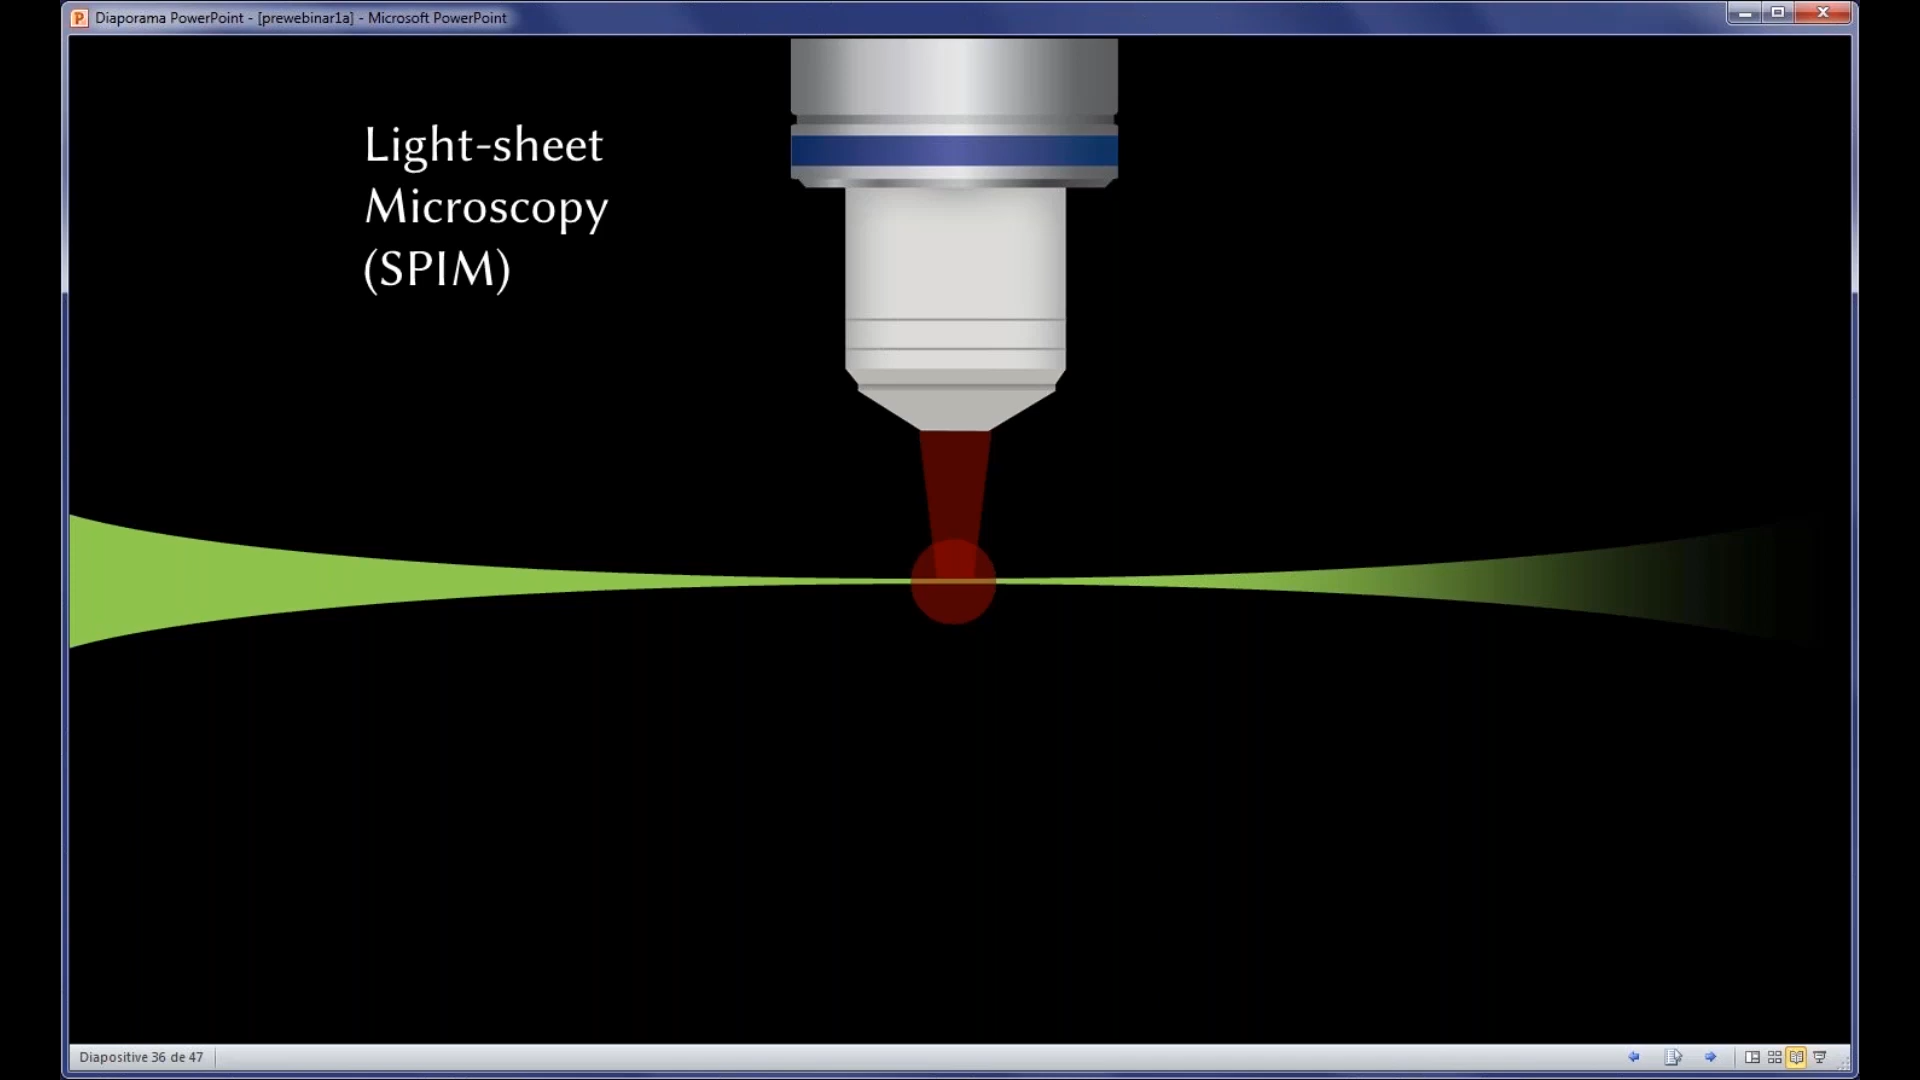 Diaporama PowerPoint - [prewebinar1a] - Microsoft PowerPoint
Light-sheet
Microscopy
(SPIM)
Diapositive 36 de 47